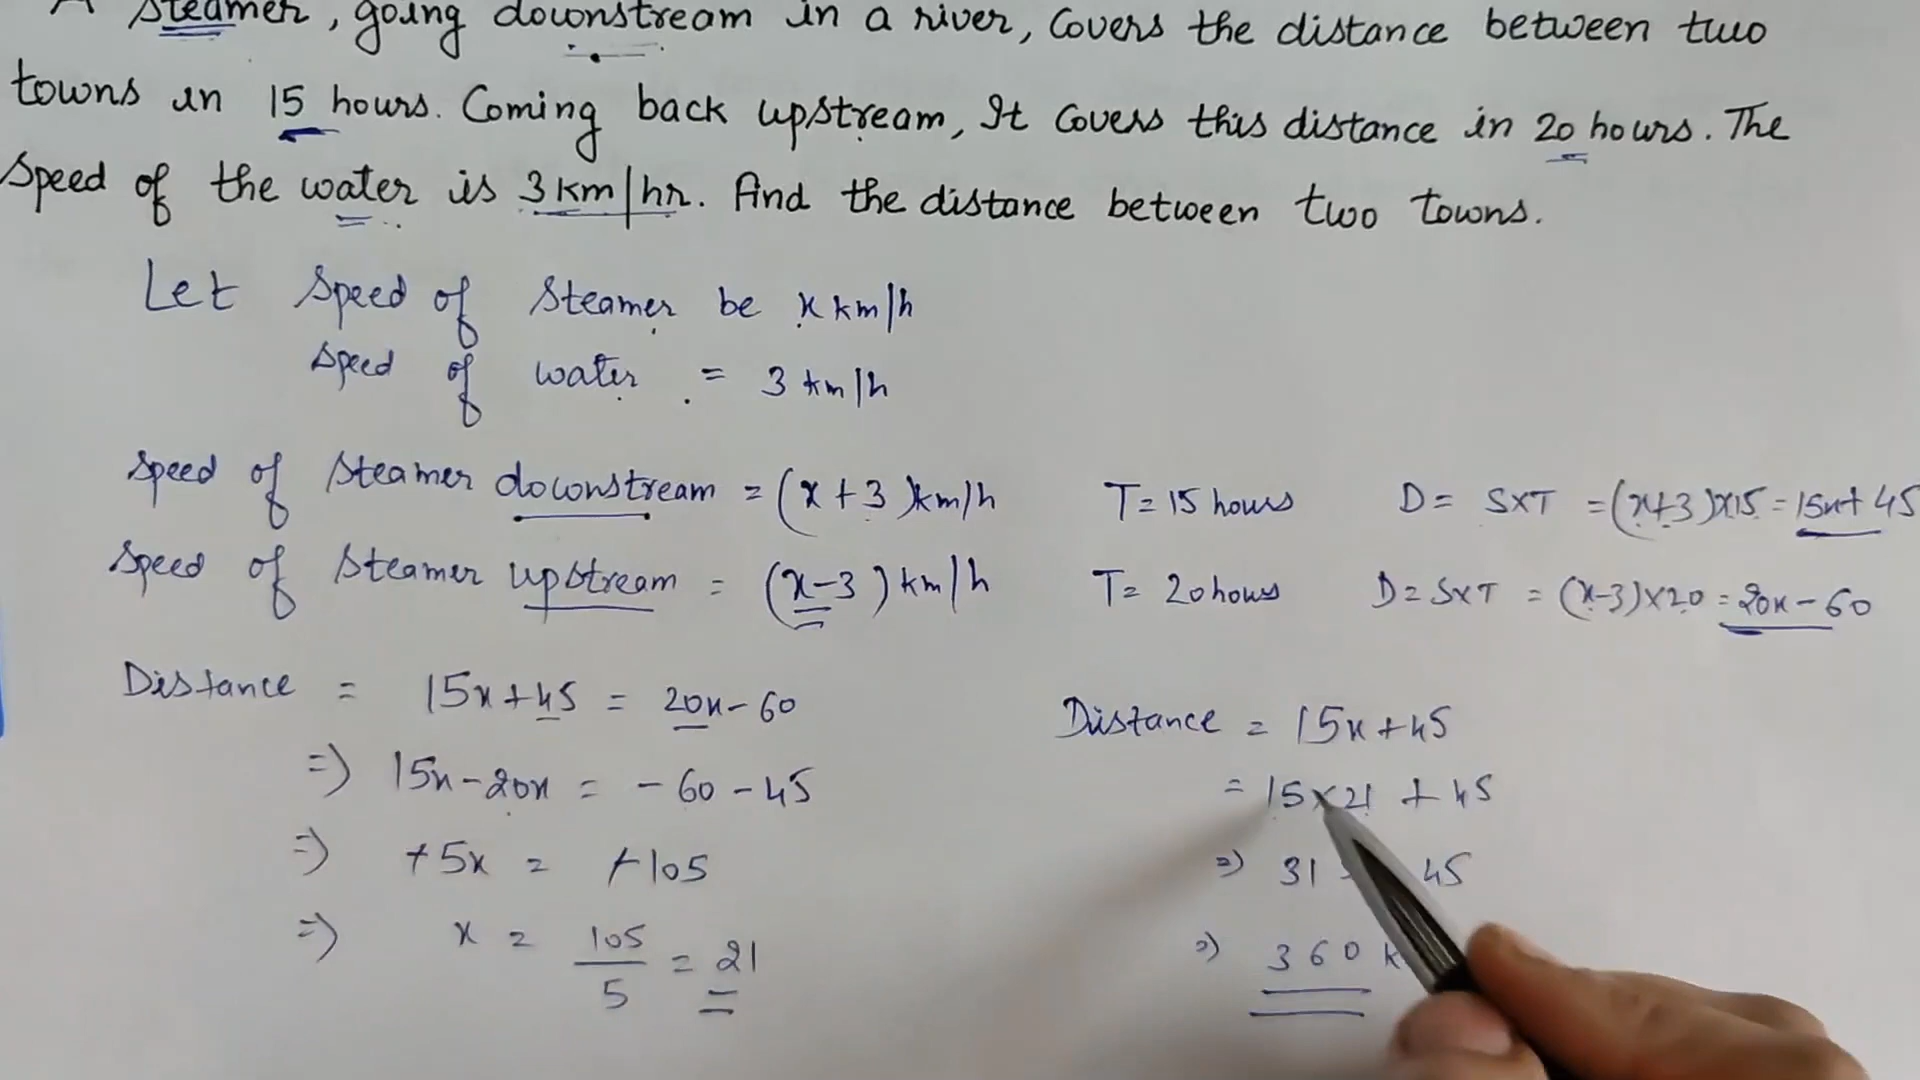 A Steamer, going downstream in a river, Covers the distance between two
towns in 15 hours. Coming back upstream, It Covers this distance in 20 hours. The
Speed of the water is 3 km/hr. Find the distance between two towns.
Let Speed of Steamer be x km/h
Speed of water = 3 km/h
Speed of Steamer downstream = (x+3)km/h T= 15 hours D= S×T =(x+3)×15 = 15x+45
Speed of Steamer upstream = (x-3) km/h T= 20 hours D= S×T = (x-3)×20 = 20x-60
Distance = 15x+45 = 20x-60
=) 15x-20x = -60-45
=) +5x = +105
=) x = 105/5 = 21
Distance = 15x+45
= 15×21 + 45
=) 31 45
=) 360 k